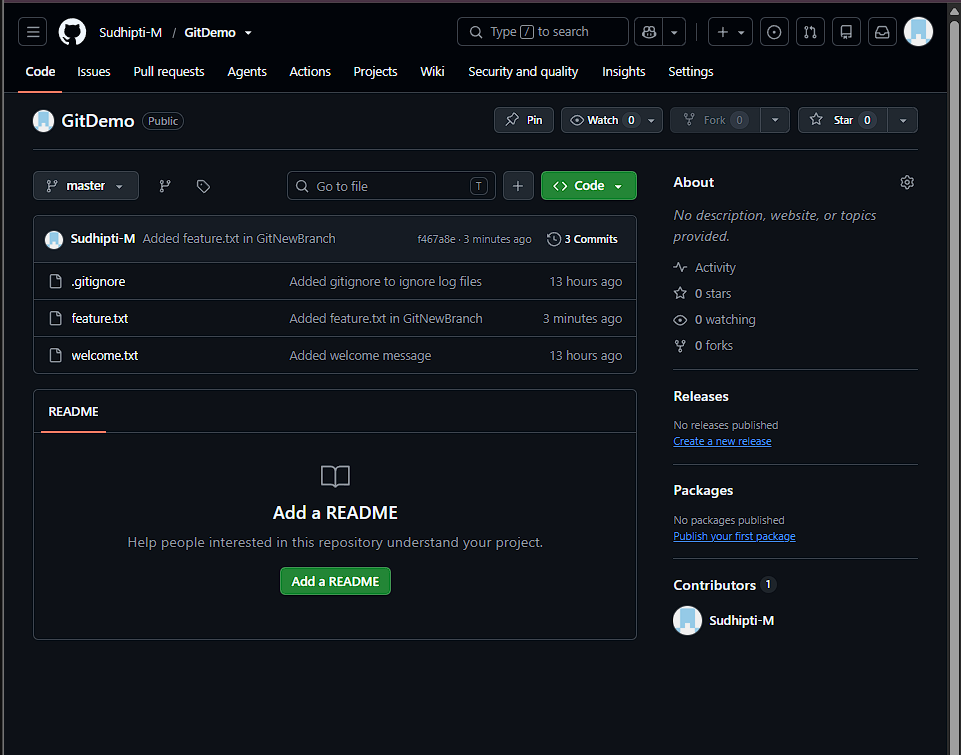 Sudhipti-M / GitDemo
Type / to search
Code Issues Pull requests Agents Actions Projects Wiki Security and quality Insights Settings
GitDemo Public
Pin Watch 0 Fork 0 Star 0
master
Go to file T
Code
Sudhipti-M Added feature.txt in GitNewBranch f467a8e · 3 minutes ago 3 Commits
.gitignore Added gitignore to ignore log files 13 hours ago
feature.txt Added feature.txt in GitNewBranch 3 minutes ago
welcome.txt Added welcome message 13 hours ago
README
Add a README
Help people interested in this repository understand your project.
Add a README
About
No description, website, or topics
provided.
Activity
0 stars
0 watching
0 forks
Releases
No releases published
Create a new release
Packages
No packages published
Publish your first package
Contributors 1
Sudhipti-M